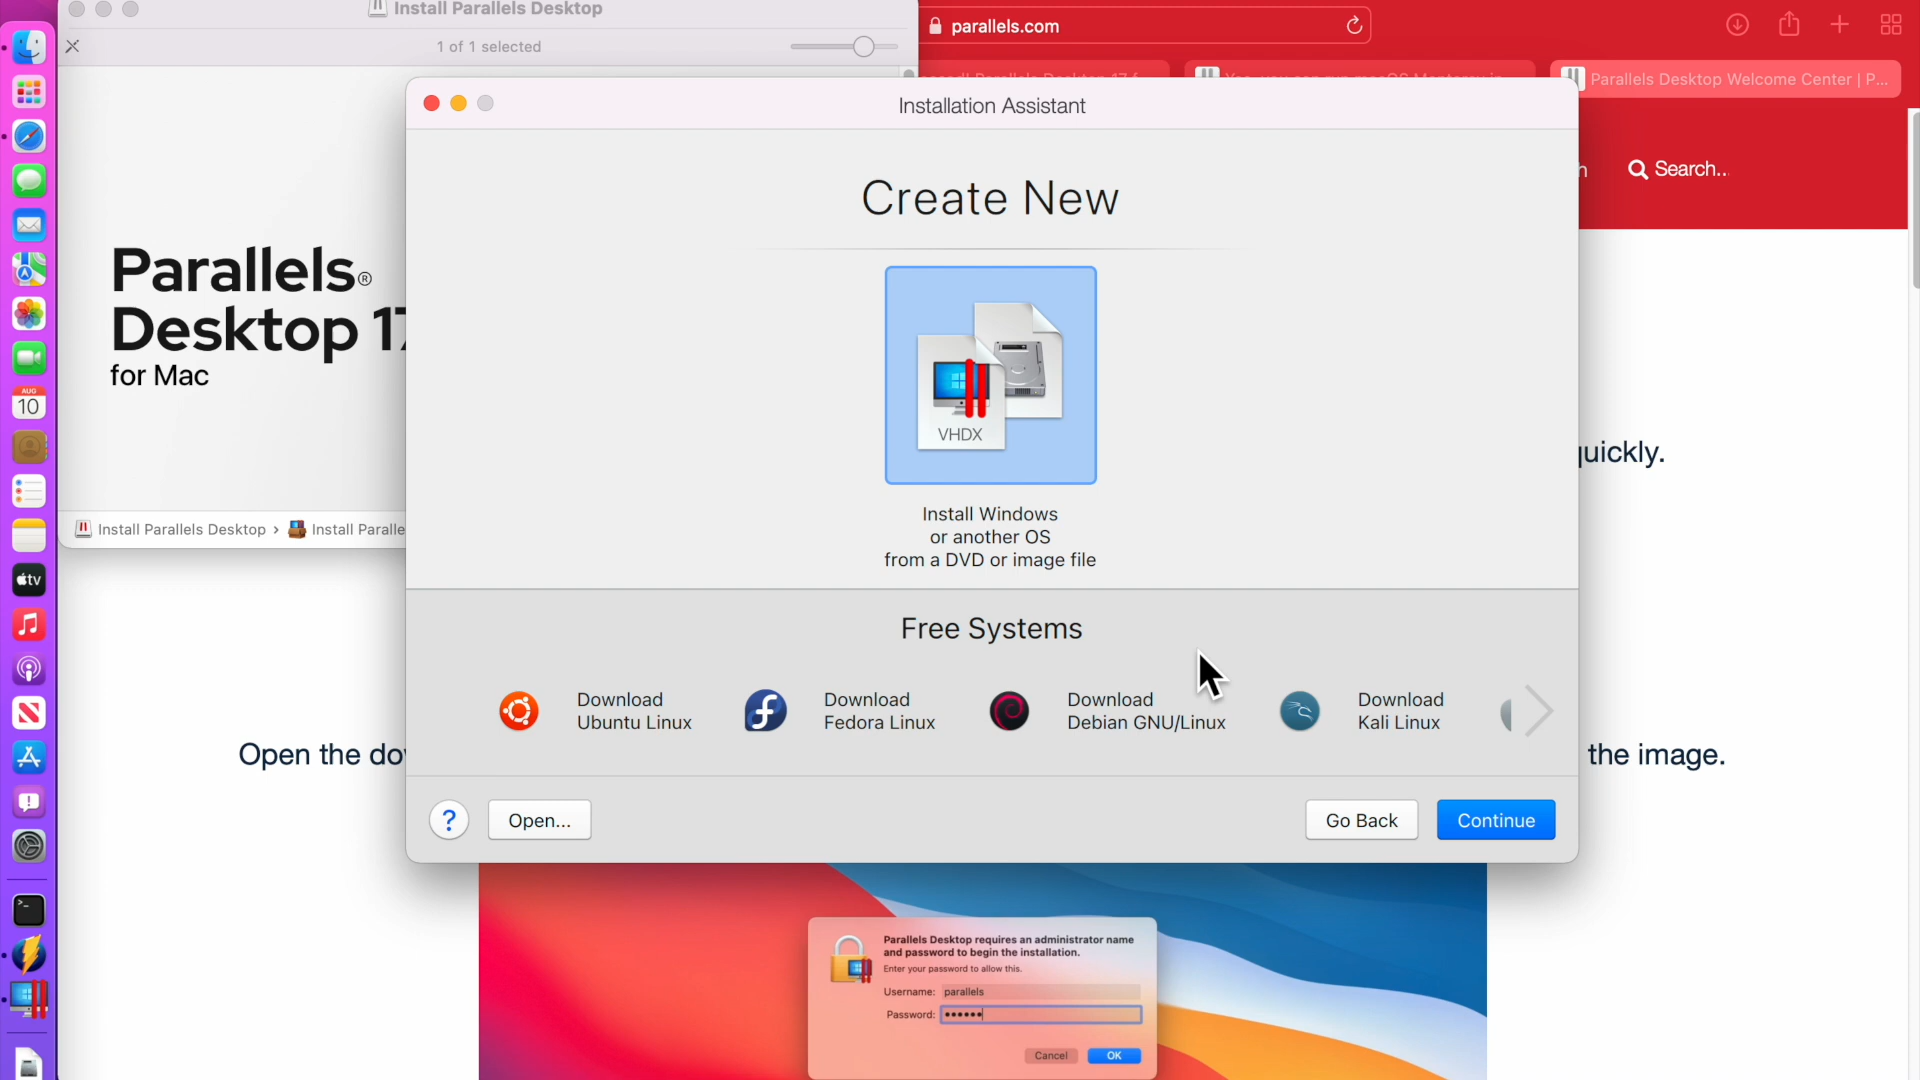 Install Parallels Desktop
1 of 1 selected
parallels.com
Parallels Desktop Welcome Center | P...
Search...
Installation Assistant
Create New
Parallels®
Desktop 17
for Mac
VHDX
Install Windows
or another OS
from a DVD or image file
AUG
10
tv
quickly.
Install Parallels Desktop › Install Paralle
Free Systems
Download
Ubuntu Linux
Download
Fedora Linux
Download
Debian GNU/Linux
Download
Kali Linux
Open the do
the image.
?
Open...
Go Back
Continue
Parallels Desktop requires an administrator name
and password to begin the installation.
Enter your password to allow this.
Username: parallels
Password: ••••••
Cancel
OK